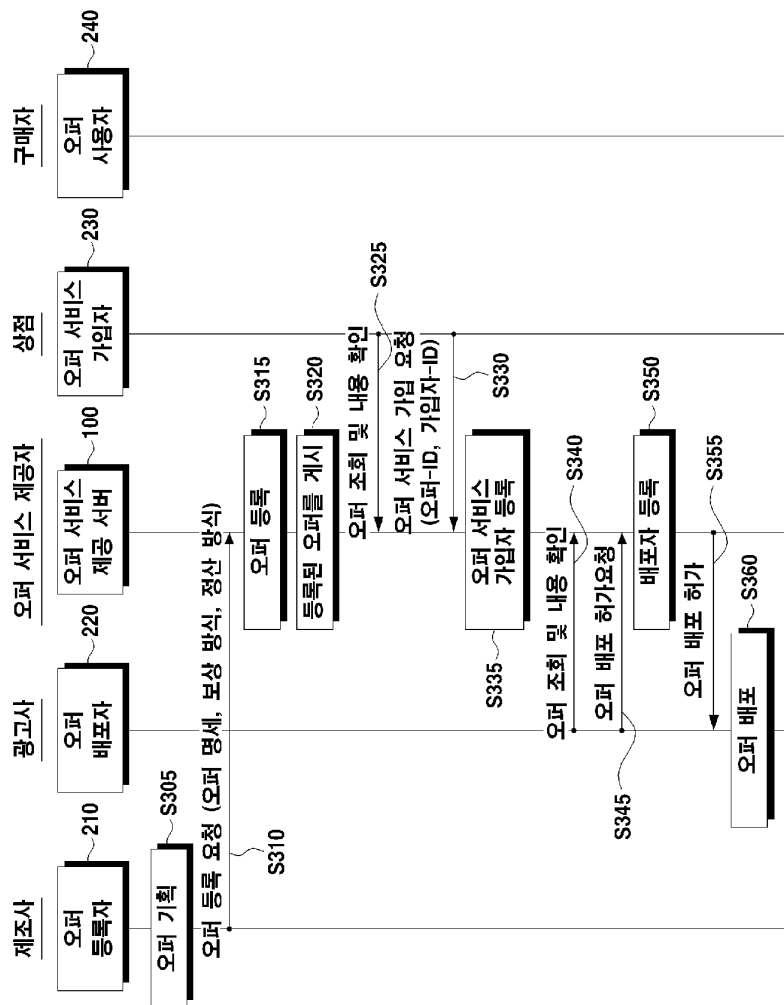 제조사
광고사
오퍼 서비스 제공자
상점
구매자
오퍼
등록자
210
오퍼
배포자
220
오퍼 서비스
제공 서버
100
오퍼 서비스
가입자
230
오퍼
사용자
240
오퍼 기획
S305
오퍼 등록 요청 (오퍼 명세, 보상 방식, 정산 방식)
S310
오퍼 등록
S315
등록된 오퍼를 게시
S320
오퍼 조회 및 내용 확인
S325
오퍼 서비스 가입 요청
(오퍼-ID, 가입자-ID)
S330
오퍼 서비스
가입자 등록
S335
오퍼 조회 및 내용 확인
S340
오퍼 배포 허가요청
S345
배포자 등록
S350
오퍼 배포 허가
S355
오퍼 배포
S360